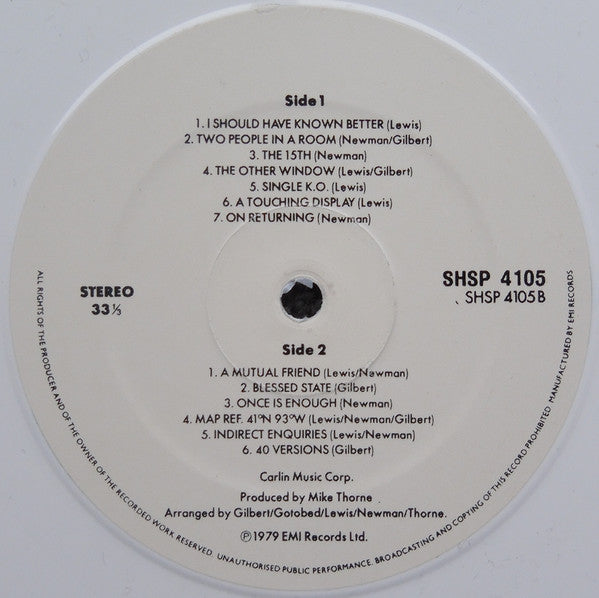 Side 1
1. I SHOULD HAVE KNOWN BETTER (Lewis)
2. TWO PEOPLE IN A ROOM (Newman/Gilbert)
3. THE 15TH (Newman)
4. THE OTHER WINDOW (Lewis/Gilbert)
5. SINGLE K.O. (Lewis)
6. A TOUCHING DISPLAY (Lewis)
7. ON RETURNING (Newman)
STEREO
33⅓
SHSP 4105
SHSP 4105 B
Side 2
1. A MUTUAL FRIEND (Lewis/Newman)
2. BLESSED STATE (Gilbert)
3. ONCE IS ENOUGH (Newman)
4. MAP REF. 41°N 93°W (Lewis/Newman/Gilbert)
5. INDIRECT ENQUIRIES (Lewis/Newman)
6. 40 VERSIONS (Gilbert)
Carlin Music Corp.
Produced by Mike Thorne
Arranged by Gilbert/Gotobed/Lewis/Newman/Thorne.
℗1979 EMI Records Ltd.
ALL RIGHTS OF THE PRODUCER AND OF THE OWNER OF THE RECORDED WORK RESERVED. UNAUTHORISED PUBLIC PERFORMANCE, BROADCASTING AND COPYING OF THIS RECORD PROHIBITED. MANUFACTURED BY EMI RECORDS